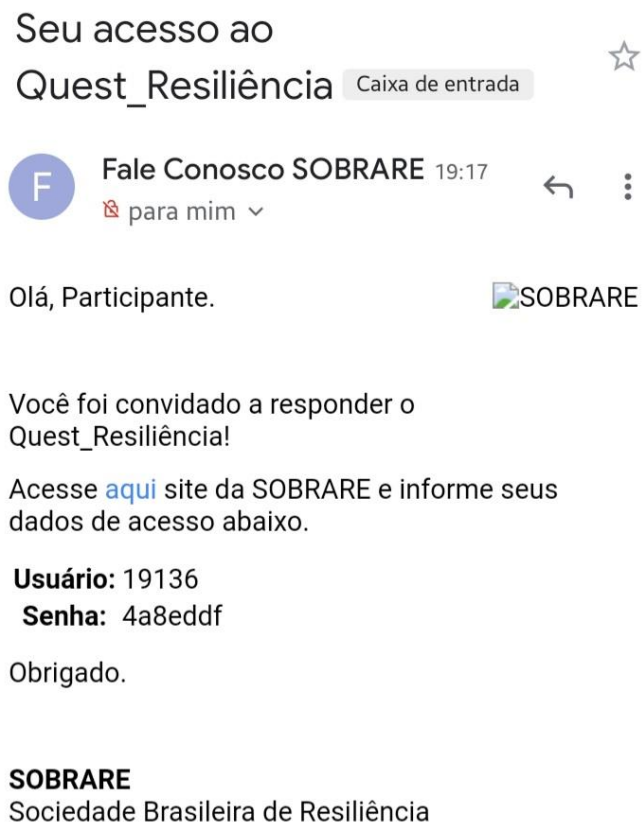 Seu acesso ao
Quest_Resiliência Caixa de entrada
F
Fale Conosco SOBRARE 19:17
para mim
Olá, Participante.
SOBRARE
Você foi convidado a responder o
Quest_Resiliência!
Acesse aqui site da SOBRARE e informe seus
dados de acesso abaixo.
Usuário: 19136
Senha: 4a8eddf
Obrigado.
SOBRARE
Sociedade Brasileira de Resiliência